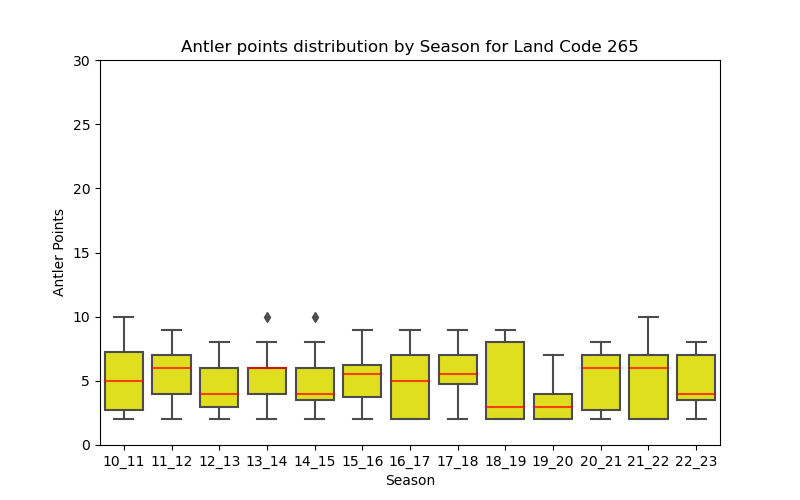 Antler points distribution by Season for Land Code 265
30
25
20
15
10
5
0
Antler Points
10_11 11_12 12_13 13_14 14_15 15_16 16_17 17_18 18_19 19_20 20_21 21_22 22_23
Season